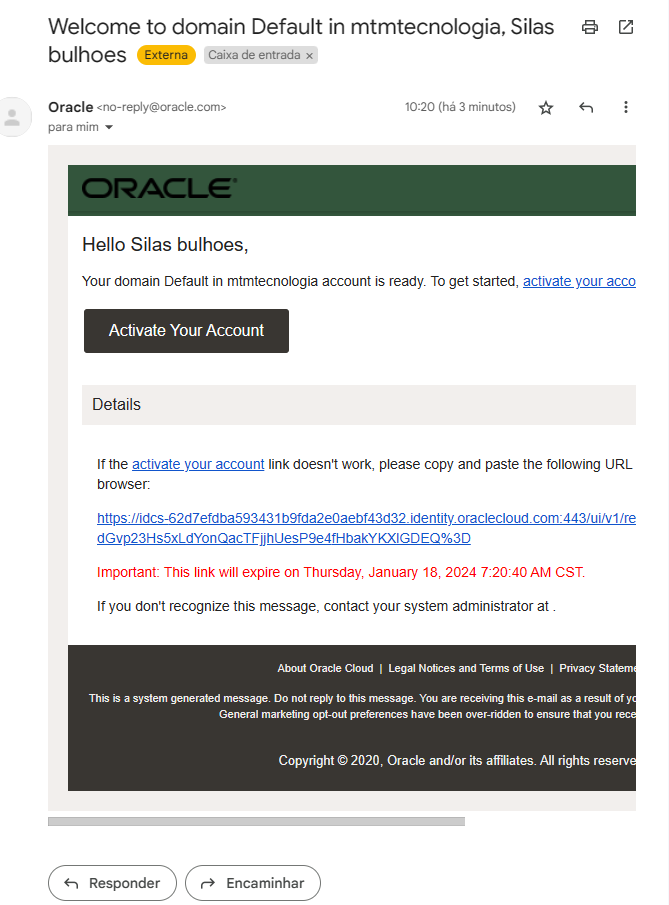 Welcome to domain Default in mtmtecnologia, Silas
bulhoes Externa Caixa de entrada ×
Oracle <no-reply@oracle.com> 10:20 (há 3 minutos)
para mim
ORACLE
Hello Silas bulhoes,
Your domain Default in mtmtecnologia account is ready. To get started, activate your acco
Activate Your Account
Details
If the activate your account link doesn't work, please copy and paste the following URL
browser:
https://idcs-62d7efdba593431b9fda2e0aebf43d32.identity.oraclecloud.com:443/ui/v1/re
dGvp23Hs5xLdYonQacTFjjhUesP9e4fHbakYKXIGDEQ%3D
Important: This link will expire on Thursday, January 18, 2024 7:20:40 AM CST.
If you don't recognize this message, contact your system administrator at .
About Oracle Cloud | Legal Notices and Terms of Use | Privacy Stateme
This is a system generated message. Do not reply to this message. You are receiving this e-mail as a result of yo
General marketing opt-out preferences have been over-ridden to ensure that you rece
Copyright © 2020, Oracle and/or its affiliates. All rights reserve
Responder Encaminhar